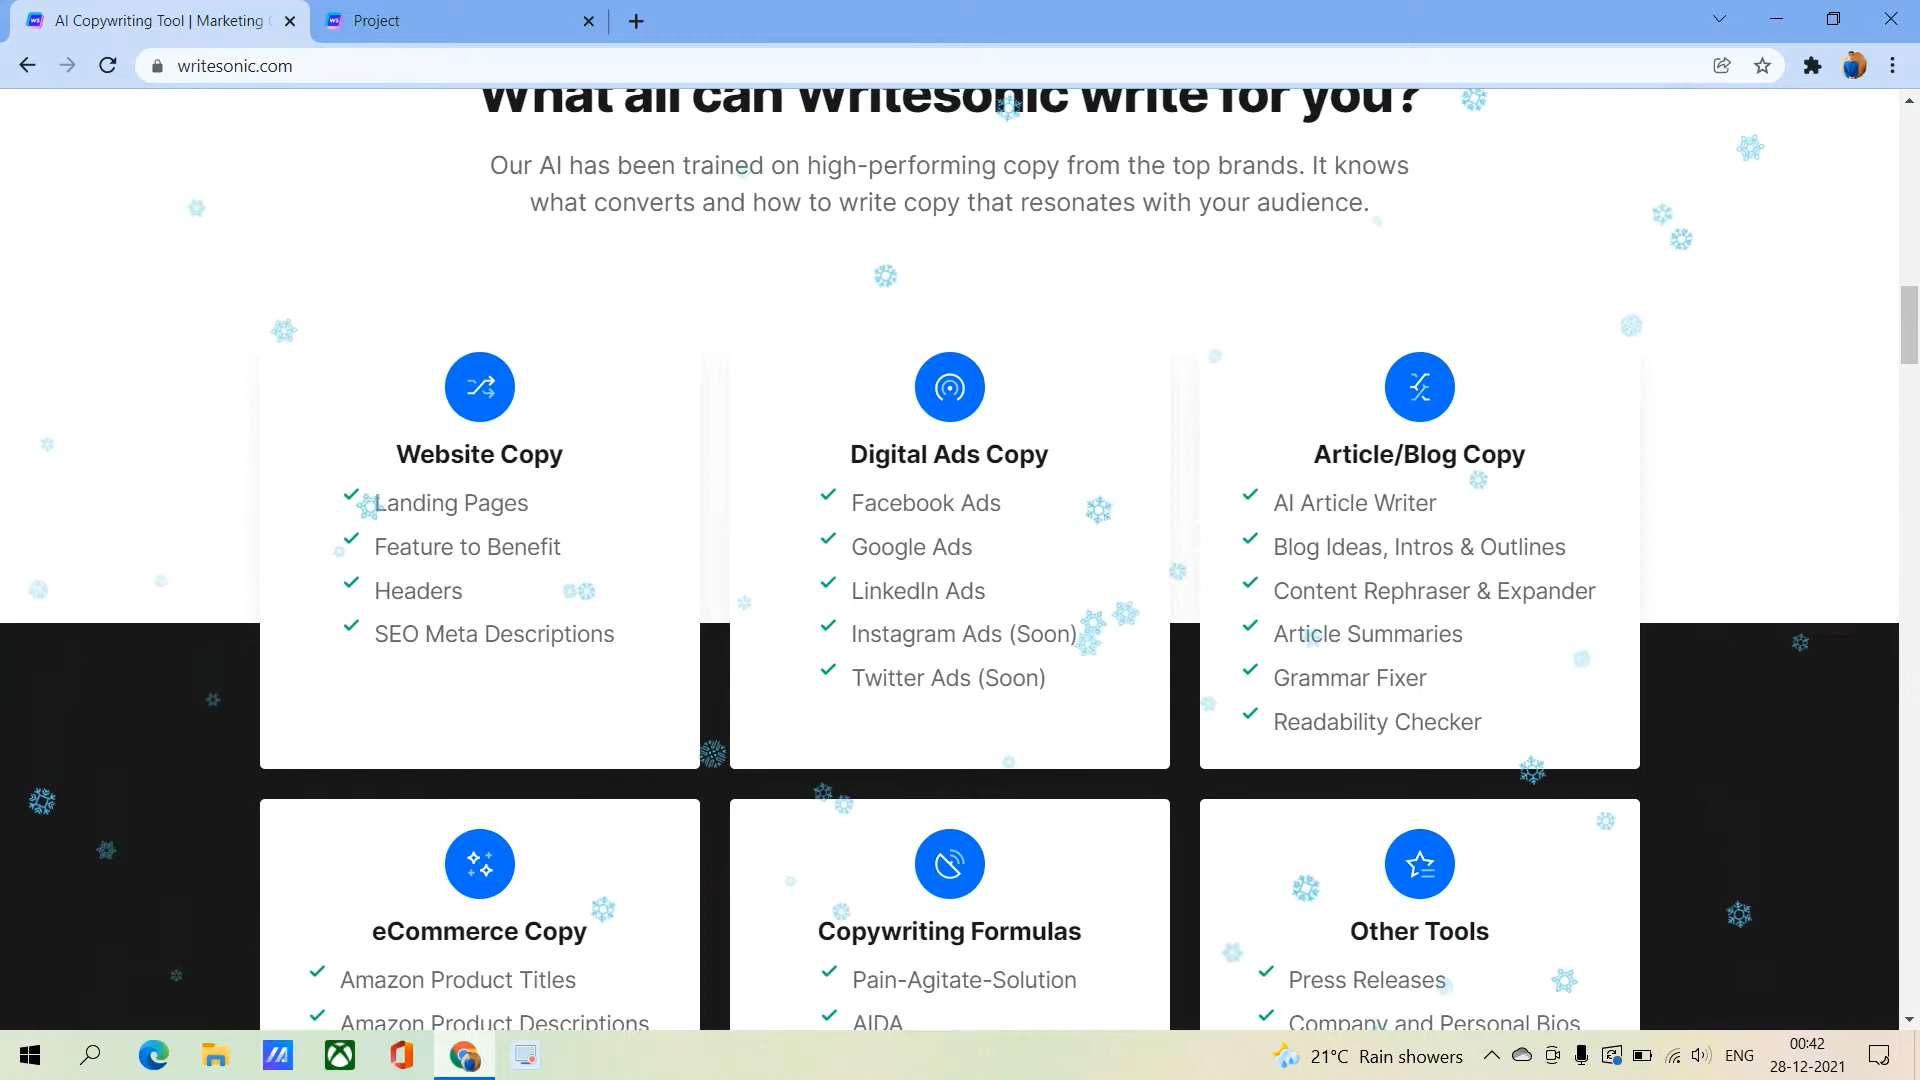 AI Copywriting Tool | Marketing
Project
writesonic.com
What all can Writesonic write for you?
Our AI has been trained on high-performing copy from the top brands. It knows
what converts and how to write copy that resonates with your audience.
Website Copy
Landing Pages
Feature to Benefit
Headers
SEO Meta Descriptions
Digital Ads Copy
Facebook Ads
Google Ads
LinkedIn Ads
Instagram Ads (Soon)
Twitter Ads (Soon)
Article/Blog Copy
AI Article Writer
Blog Ideas, Intros & Outlines
Content Rephraser & Expander
Article Summaries
Grammar Fixer
Readability Checker
eCommerce Copy
Amazon Product Titles
Amazon Product Descriptions
Copywriting Formulas
Pain-Agitate-Solution
AIDA
Other Tools
Press Releases
Company and Personal Bios
21°C Rain showers
ENG
00:42
28-12-2021